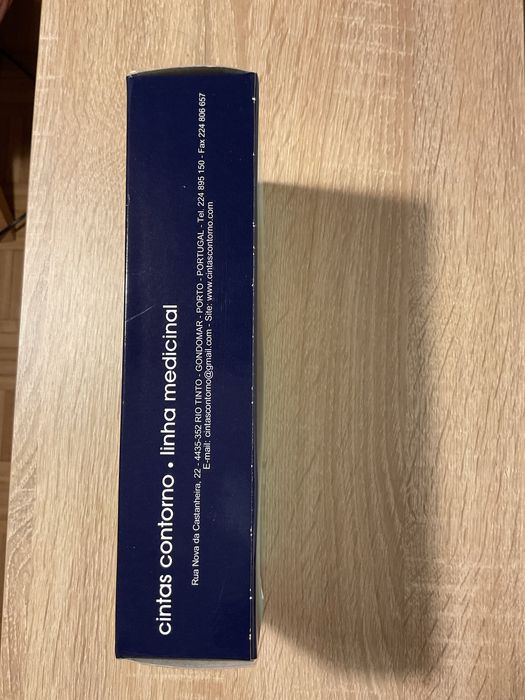 cintas contorno • linha medicinal
Rua Nova da Castanheira, 22 - 4435-352 RIO TINTO - GONDOMAR - PORTO - PORTUGAL - Tel. 224 895 150 - Fax 224 806 657
E-mail: cintascontorno@gmail.com - Site: www.cintascontorno.com